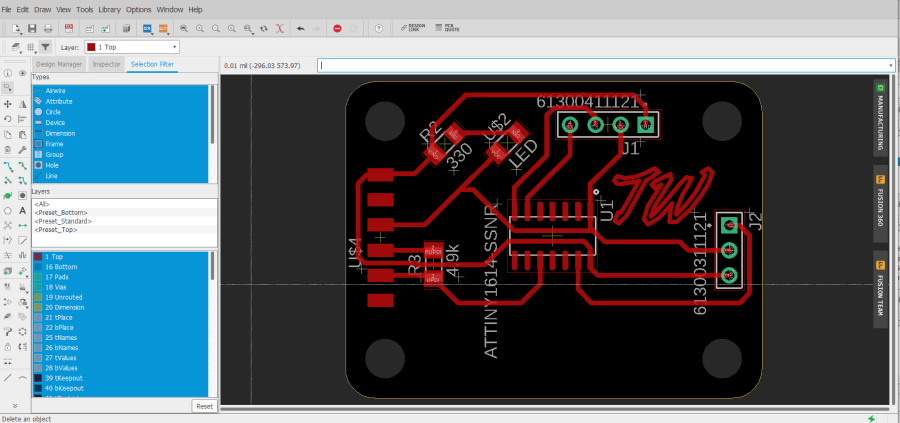 File Edit Draw View Tools Library Options Window Help
DESIGN LINK
PCB QUOTE
Layer: 1 Top
Design Manager Inspector Selection Filter
0.01 mil (-296.03 573.97)
Types
Airwire
Attribute
Circle
Device
Dimension
Frame
Group
Hole
Line
Layers
<All>
<Preset_Bottom>
<Preset_Standard>
<Preset_Top>
1 Top
16 Bottom
17 Pads
18 Vias
19 Unrouted
20 Dimension
21 tPlace
22 bPlace
25 tNames
26 bNames
27 tValues
28 bValues
39 tKeepout
40 bKeepout
Reset
Delete an object
61300411121
J1
R2
330
U$2
LED
TW
U1
J2
61300311121
U$4
R3
4.9k
ATTINY1614-SSNR
MANUFACTURING
FUSION 360
FUSION TEAM